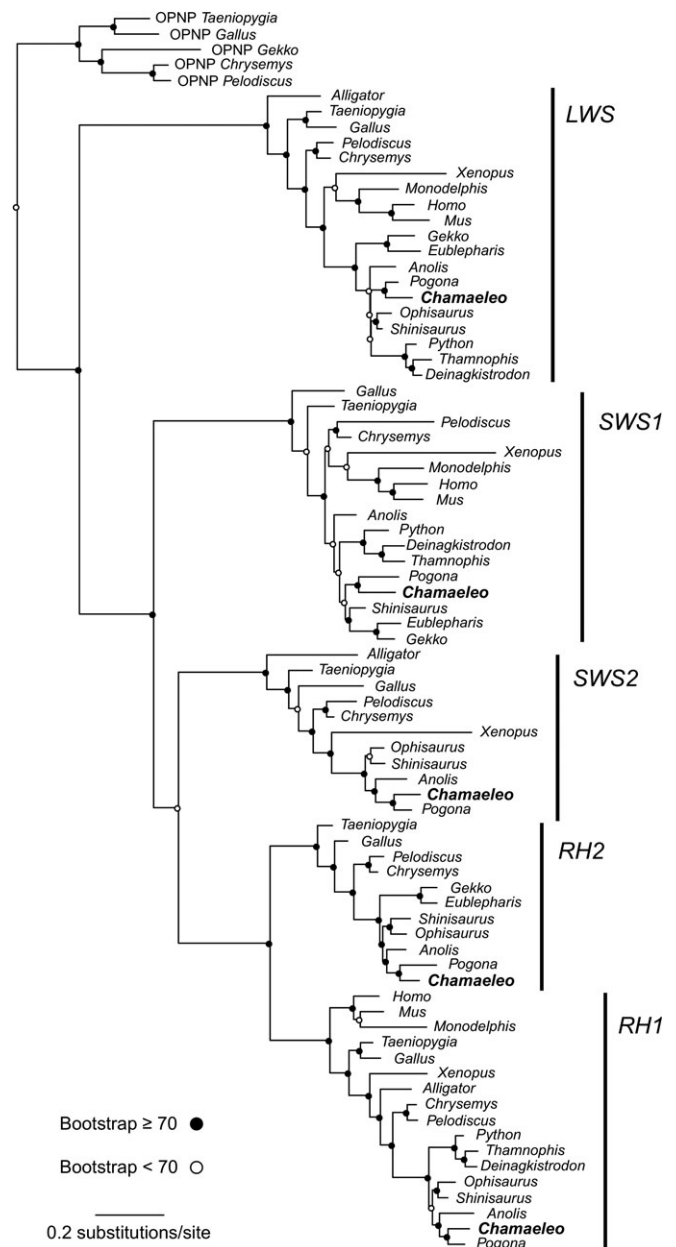 OPNP Taeniopygia
OPNP Gallus
OPNP Gekko
OPNP Chrysemys
OPNP Pelodiscus
Alligator
LWS
Taeniopygia
Gallus
Pelodiscus
Chrysemys
Xenopus
Monodelphis
Homo
Mus
Gekko
Eublepharis
Anolis
Pogona
Chamaeleo
Ophisaurus
Shinisaurus
Python
Thamnophis
Deinagkistrodon
Gallus
Taeniopygia
SWS1
Pelodiscus
Chrysemys
Xenopus
Monodelphis
Homo
Mus
Anolis
Python
Deinagkistrodon
Thamnophis
Pogona
Chamaeleo
Shinisaurus
Eublepharis
Gekko
Alligator
Taeniopygia
SWS2
Gallus
Pelodiscus
Chrysemys
Xenopus
Ophisaurus
Shinisaurus
Anolis
Chamaeleo
Pogona
Taeniopygia
Gallus
RH2
Pelodiscus
Chrysemys
Gekko
Eublepharis
Shinisaurus
Ophisaurus
Anolis
Pogona
Chamaeleo
Homo
Mus
RH1
Monodelphis
Taeniopygia
Gallus
Xenopus
Alligator
Chrysemys
Pelodiscus
Python
Thamnophis
Deinagkistrodon
Ophisaurus
Shinisaurus
Anolis
Chamaeleo
Pogona
Bootstrap ≥ 70
Bootstrap < 70
0.2 substitutions/site